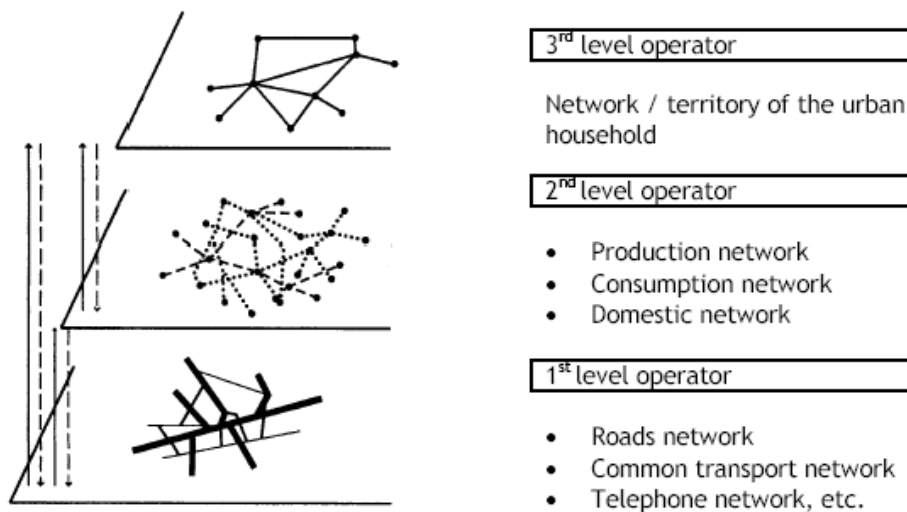 3rd level operator
Network / territory of the urban
household
2nd level operator
• Production network
• Consumption network
• Domestic network
1st level operator
• Roads network
• Common transport network
• Telephone network, etc.